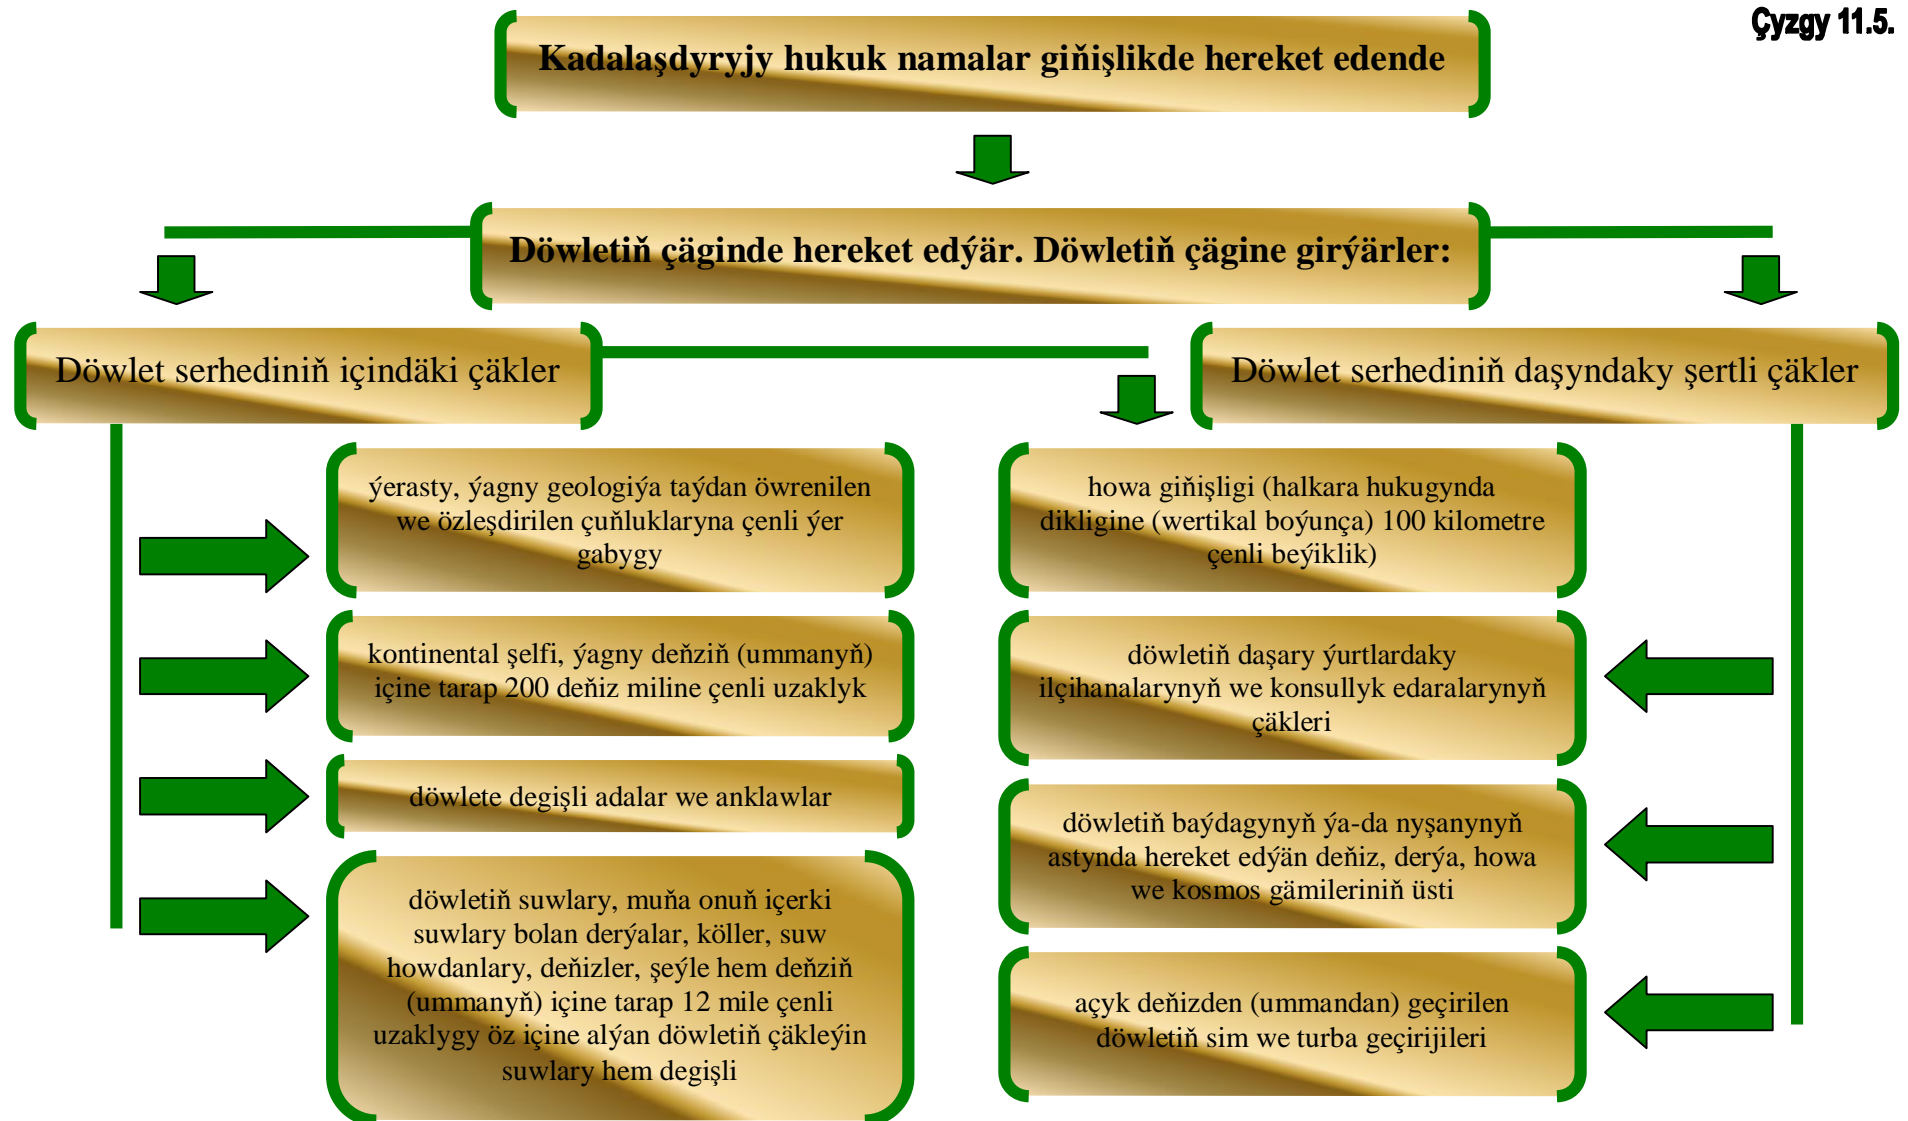 Çyzgy 11.5.
Kadalaşdyryjy hukuk namalar giňişlikde hereket edende
Döwletiň çäginde hereket edýär. Döwletiň çägine girýärler:
Döwlet serhediniň içindäki çäkler
Döwlet serhediniň daşyndaky şertli çäkler
ýerasty, ýagny geologiýa taýdan öwrenilen
we özleşdirilen çuňluklaryna çenli ýer
gabygy
kontinental şelfi, ýagny deňziň (ummanyň)
içine tarap 200 deňiz miline çenli uzaklyk
döwlete degişli adalar we anklawlar
döwletiň suwlary, muňa onuň içerki
suwlary bolan derýalar, köller, suw
howdanlary, deňizler, şeýle hem deňziň
(ummanyň) içine tarap 12 mile çenli
uzaklygy öz içine alýan döwletiň çäkleýin
suwlary hem degişli
howa giňişligi (halkara hukugynda
dikligine (wertikal boýunça) 100 kilometre
çenli beýiklik)
döwletiň daşary ýurtlardaky
ilçihanalarynyň we konsullyk edaralarynyň
çäkleri
döwletiň baýdagynyň ýa-da nyşanynyň
astynda hereket edýän deňiz, derýa, howa
we kosmos gämileriniň üsti
açyk deňizden (ummandan) geçirilen
döwletiň sim we turba geçirijileri